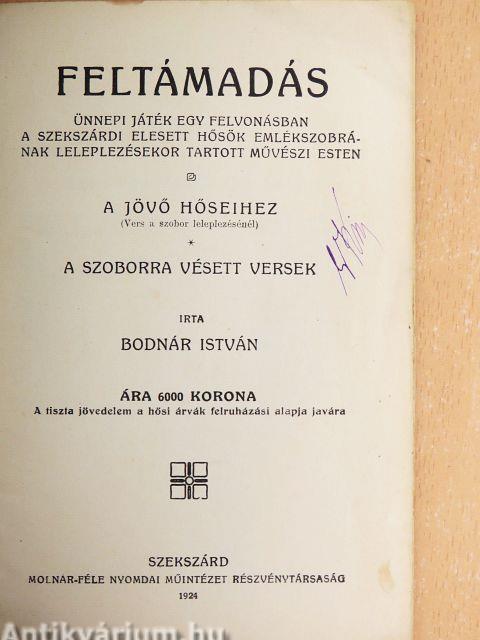 FELTÁMADÁS
ÜNNEPI JÁTÉK EGY FELVONÁSBAN
A SZEKSZÁRDI ELESETT HŐSÖK EMLÉKSZOBRÁ-
NAK LELEPLEZÉSEKOR TARTOTT MŰVÉSZI ESTEN
A JÖVŐ HŐSEIHEZ
(Vers a szobor leleplezésénél)
*
A SZOBORRA VÉSETT VERSEK
IRTA
BODNÁR ISTVÁN
ÁRA 6000 KORONA
A tiszta jövedelem a hősi árvák felruházási alapja javára
SZEKSZÁRD
MOLNÁR-FÉLE NYOMDAI MŰINTÉZET RÉSZVÉNYTÁRSASÁG
1924
Antikvárium.hu